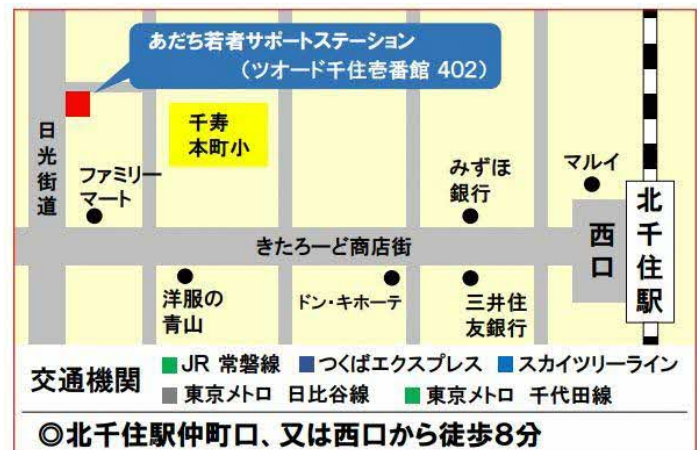 あだち若者サポートステーション
（ツオード千住壱番館 402）
日光街道
千寿
本町小
ファミリー
マート
みずほ
銀行
マルイ
北千住駅
西口
きたろーど商店街
洋服の
青山
ドン・キホーテ
三井住
友銀行
交通機関
JR 常磐線 つくばエクスプレス スカイツリーライン
東京メトロ 日比谷線 東京メトロ 千代田線
◎北千住駅仲町口、又は西口から徒歩8分